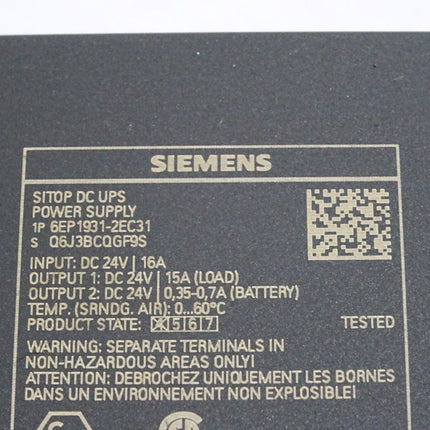 SIEMENS
SITOP DC UPS
POWER SUPPLY
1P 6EP1931-2EC31
S Q6J3BCQGF9S
INPUT: DC 24V | 16A
OUTPUT 1: DC 24V | 15A (LOAD)
OUTPUT 2: DC 24V | 0,35-0,7A (BATTERY)
TEMP. (SRNDG. AIR): 0...60°C
PRODUCT STATE: X 5 6 7 TESTED
WARNING: SEPARATE TERMINALS IN
NON-HAZARDOUS AREAS ONLY!
ATTENTION: DEBROCHEZ UNIQUEMENT LES BORNES
DANS UN ENVIRONNEMENT NON EXPLOSIBLE!